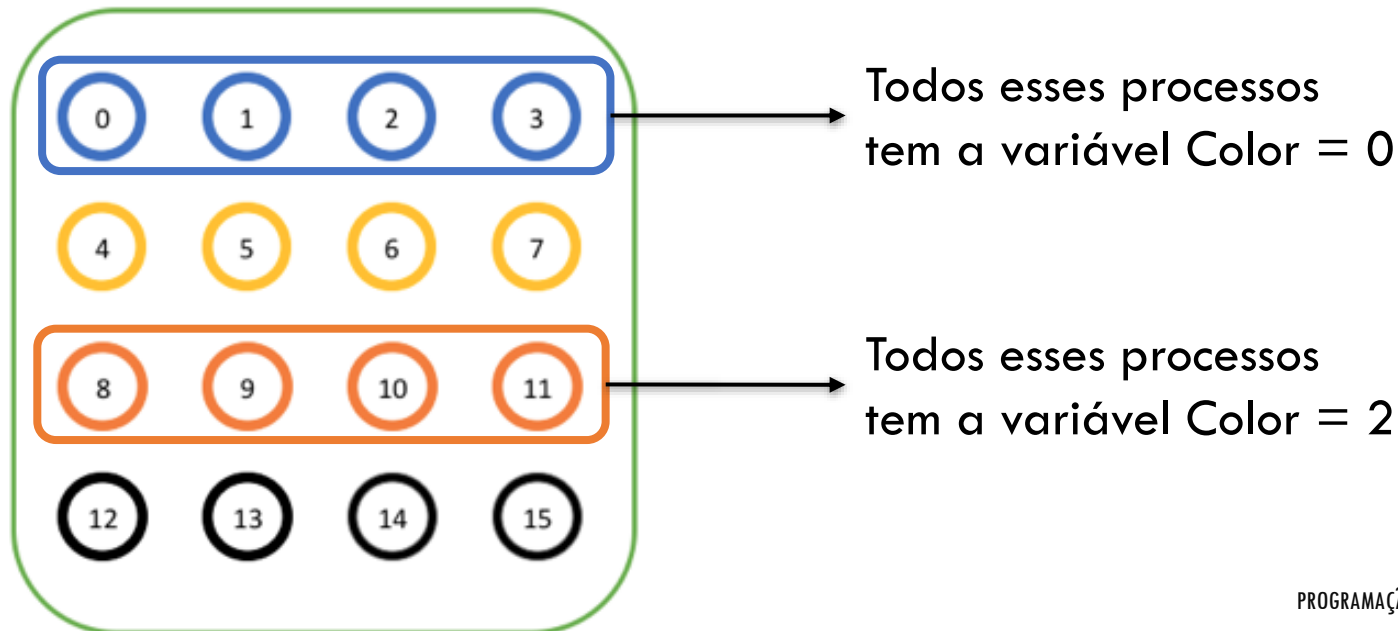 0 1 2 3
Todos esses processos
tem a variável Color = 0
4 5 6 7
8 9 10 11
Todos esses processos
tem a variável Color = 2
12 13 14 15